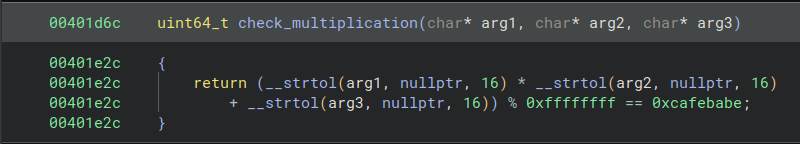 00401d6c uint64_t check_multiplication(char* arg1, char* arg2, char* arg3)
00401e2c {
00401e2c return (__strtol(arg1, nullptr, 16) * __strtol(arg2, nullptr, 16)
00401e2c + __strtol(arg3, nullptr, 16)) % 0xffffffff == 0xcafebabe;
00401e2c }